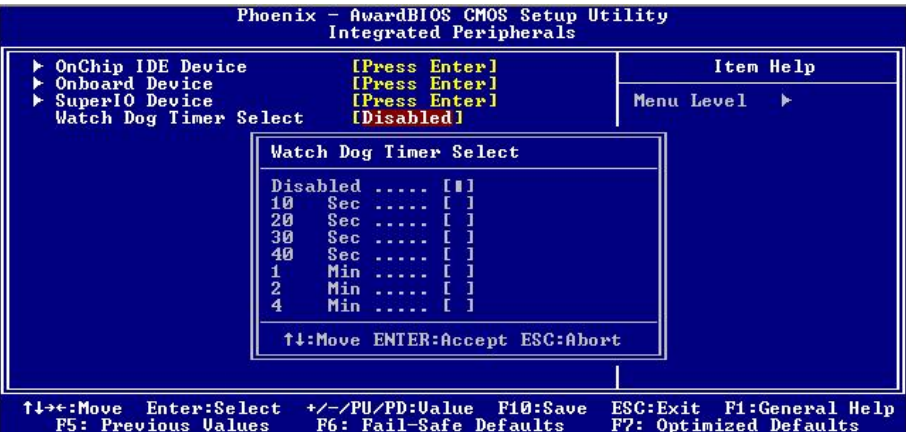 Phoenix - AwardBIOS CMOS Setup Utility
Integrated Peripherals
► OnChip IDE Device [Press Enter]
► Onboard Device [Press Enter]
► SuperIO Device [Press Enter]
Watch Dog Timer Select [Disabled]
Item Help
Menu Level ►
Watch Dog Timer Select
Disabled ..... [■]
10 Sec ..... [ ]
20 Sec ..... [ ]
30 Sec ..... [ ]
40 Sec ..... [ ]
1 Min ..... [ ]
2 Min ..... [ ]
4 Min ..... [ ]
↑↓:Move ENTER:Accept ESC:Abort
↑↓→←:Move Enter:Select +/-/PU/PD:Value F10:Save ESC:Exit F1:General Help
F5: Previous Values F6: Fail-Safe Defaults F7: Optimized Defaults